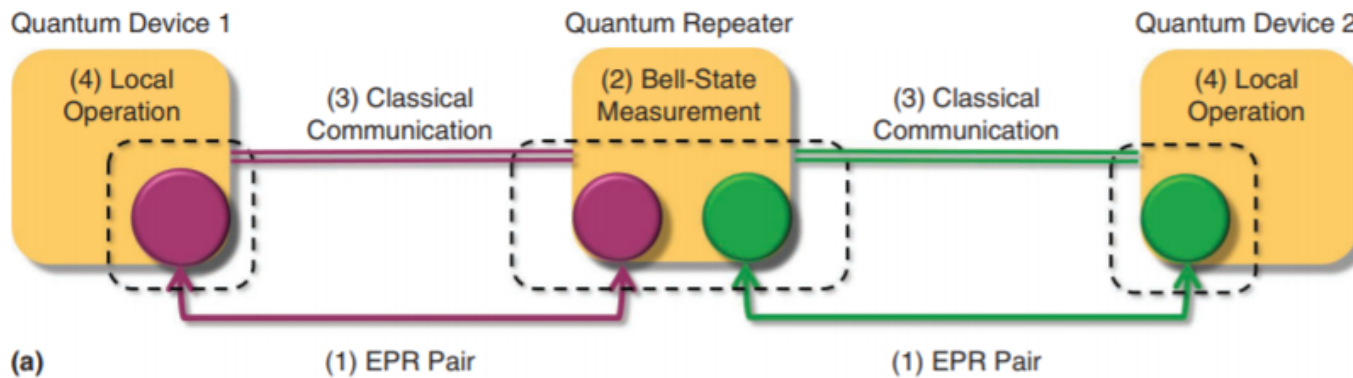 Quantum Device 1
Quantum Repeater
Quantum Device 2
(4) Local
Operation
(3) Classical
Communication
(2) Bell-State
Measurement
(3) Classical
Communication
(4) Local
Operation
(a)
(1) EPR Pair
(1) EPR Pair